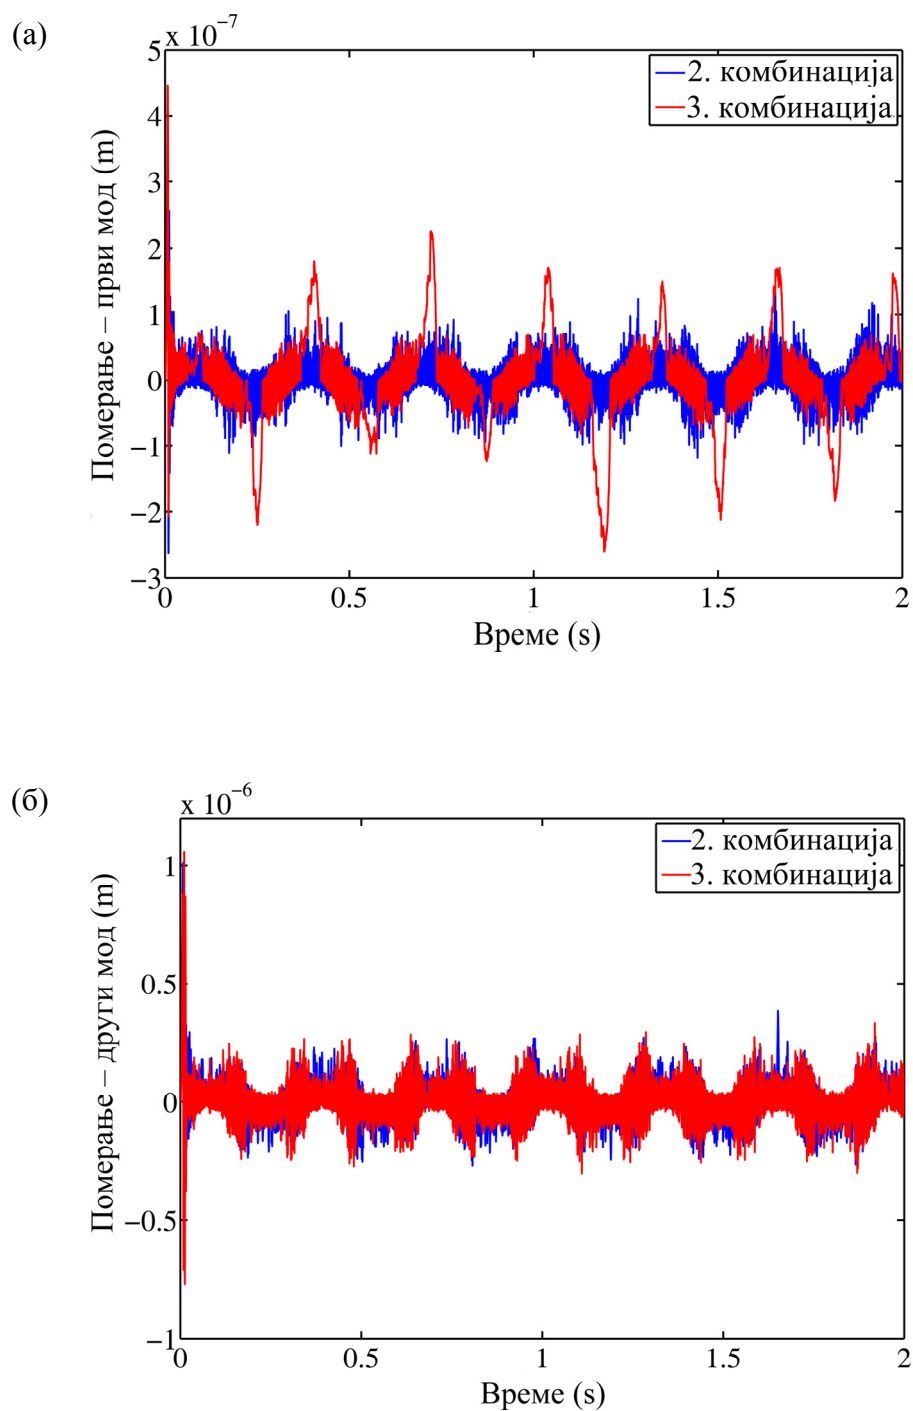 (а)
x 10⁻⁷
5
4
3
2
1
0
−1
−2
−3
Померање – први мод (m)
2. комбинација
3. комбинација
0 0.5 1 1.5 2
Време (s)
(б)
x 10⁻⁶
1
0.5
0
−0.5
−1
Померање – други мод (m)
2. комбинација
3. комбинација
0 0.5 1 1.5 2
Време (s)